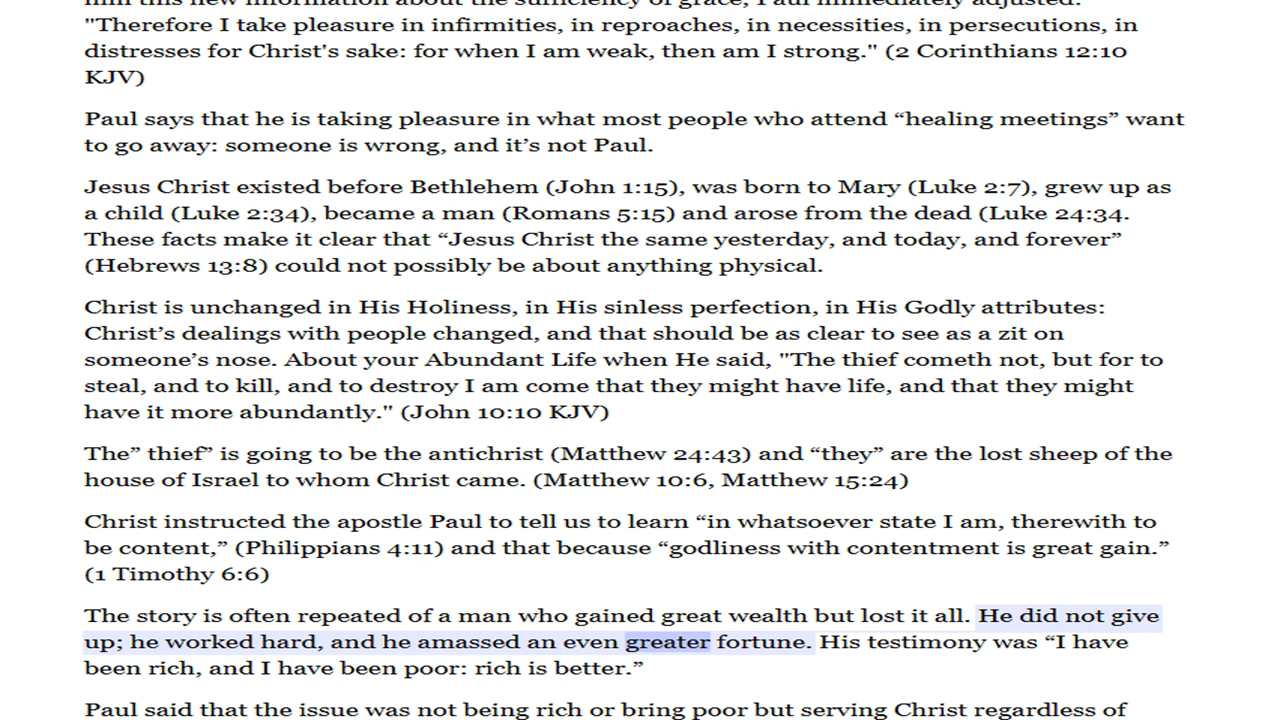 him this new information about the sufficiency of grace, Paul immediately adjusted:
"Therefore I take pleasure in infirmities, in reproaches, in necessities, in persecutions, in
distresses for Christ's sake: for when I am weak, then am I strong." (2 Corinthians 12:10
KJV)
Paul says that he is taking pleasure in what most people who attend “healing meetings” want
to go away: someone is wrong, and it’s not Paul.
Jesus Christ existed before Bethlehem (John 1:15), was born to Mary (Luke 2:7), grew up as
a child (Luke 2:34), became a man (Romans 5:15) and arose from the dead (Luke 24:34.
These facts make it clear that “Jesus Christ the same yesterday, and today, and forever”
(Hebrews 13:8) could not possibly be about anything physical.
Christ is unchanged in His Holiness, in His sinless perfection, in His Godly attributes:
Christ’s dealings with people changed, and that should be as clear to see as a zit on
someone’s nose. About your Abundant Life when He said, "The thief cometh not, but for to
steal, and to kill, and to destroy I am come that they might have life, and that they might
have it more abundantly." (John 10:10 KJV)
The” thief” is going to be the antichrist (Matthew 24:43) and “they” are the lost sheep of the
house of Israel to whom Christ came. (Matthew 10:6, Matthew 15:24)
Christ instructed the apostle Paul to tell us to learn “in whatsoever state I am, therewith to
be content,” (Philippians 4:11) and that because “godliness with contentment is great gain.”
(1 Timothy 6:6)
The story is often repeated of a man who gained great wealth but lost it all. He did not give
up; he worked hard, and he amassed an even greater fortune. His testimony was “I have
been rich, and I have been poor: rich is better.”
Paul said that the issue was not being rich or bring poor but serving Christ regardless of